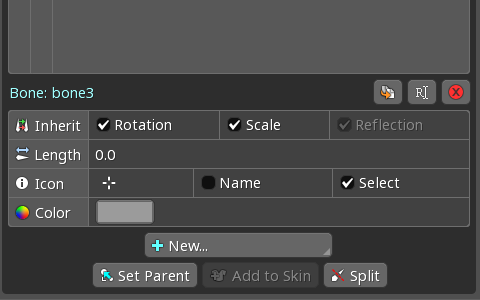 Bone: bone3
Inherit Rotation Scale Reflection
Length 0.0
Icon Name Select
Color
New...
Set Parent Add to Skin Split